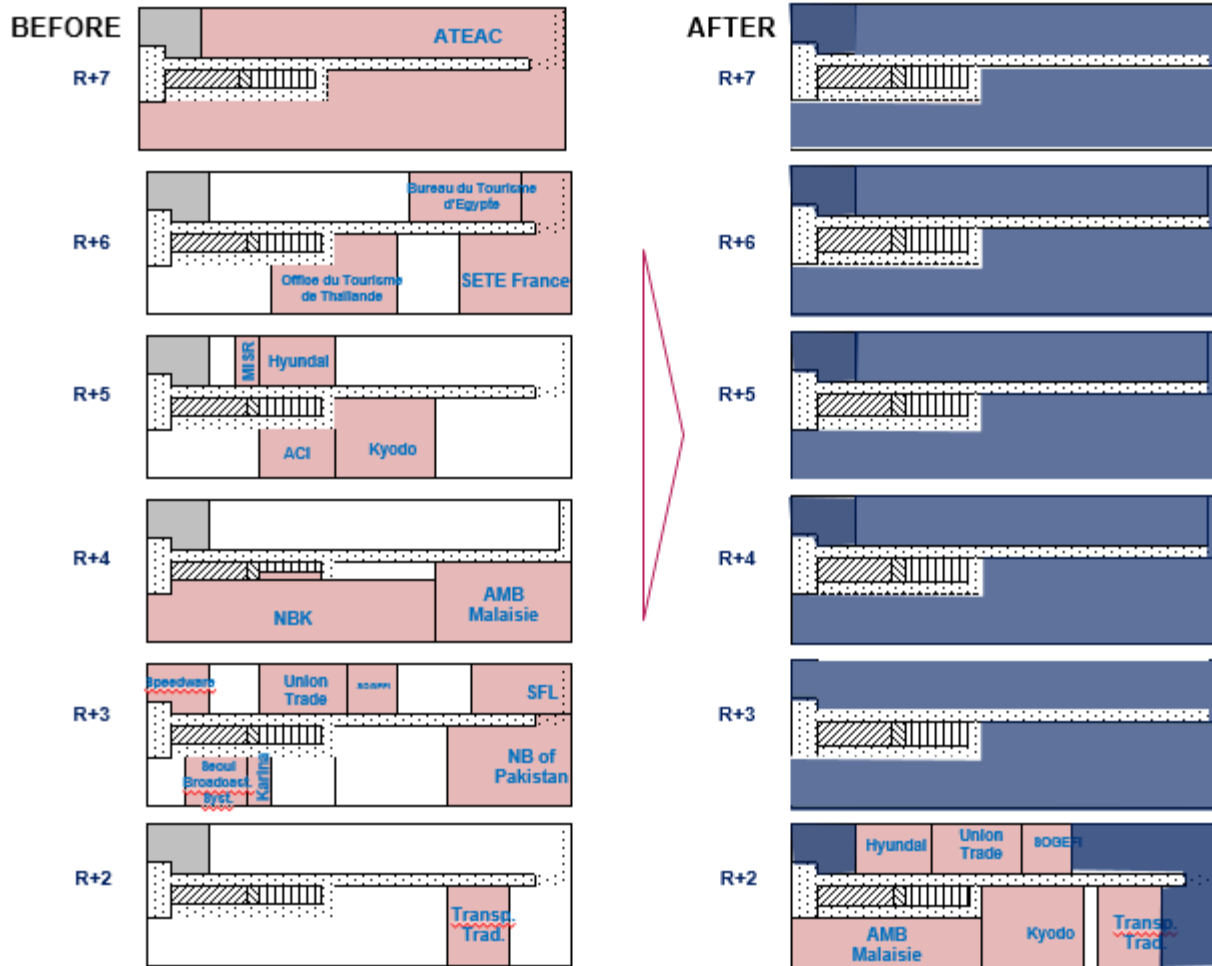 BEFORE
AFTER
R+7
ATEAC
R+7
R+6
Bureau du Tourisme
d'Egypte
Office du Tourisme
de Thaïlande
SETE France
R+6
R+5
MISR
Hyundai
ACI
Kyodo
R+5
R+4
NBK
AMB
Malaisie
R+4
R+3
Speedware
Union
Trade
SOGEFI
SFL
Seoul
Broadcast.
Syst.
Karina
NB of
Pakistan
R+3
R+2
Transp.
Trad.
R+2
Hyundai
Union
Trade
SOGEFI
AMB
Malaisie
Kyodo
Transp.
Trad.